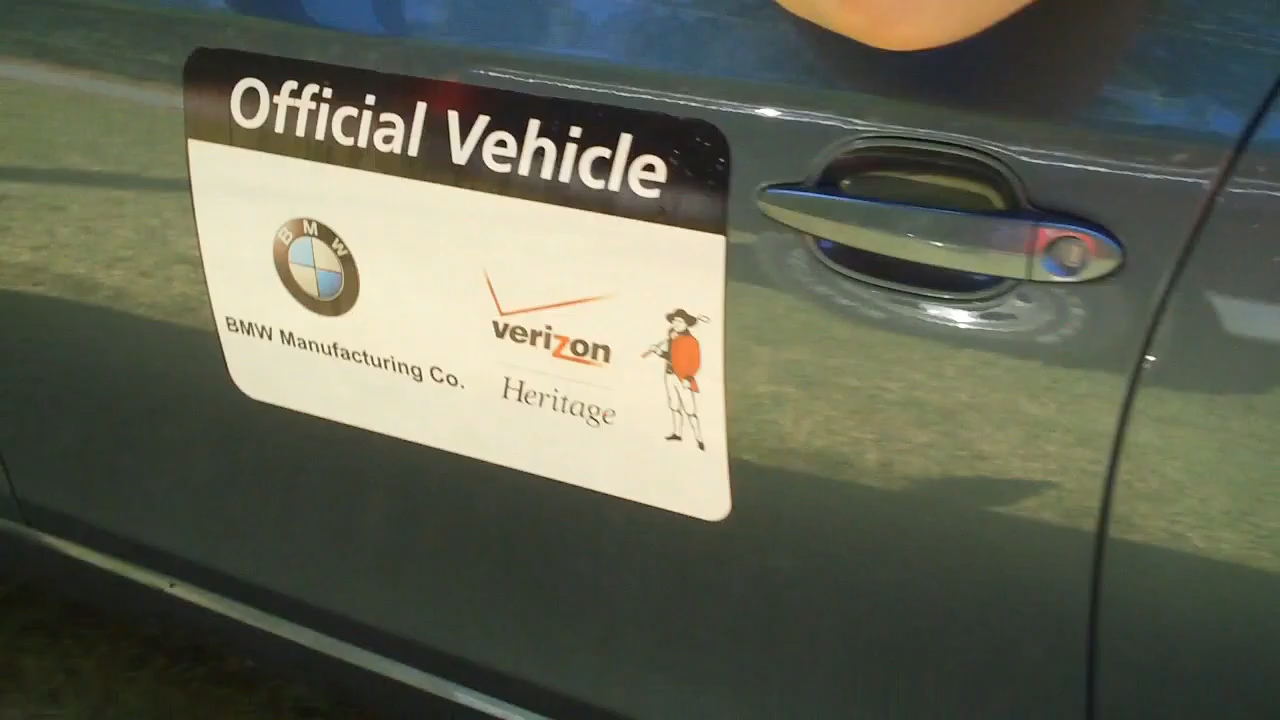 Official Vehicle
BMW
BMW Manufacturing Co.
verizon
Heritage